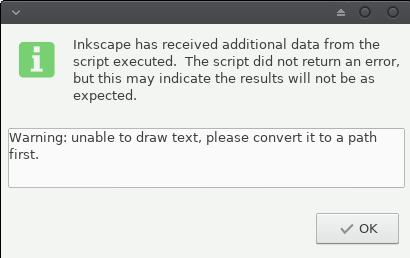 Inkscape has received additional data from the
script executed.  The script did not return an error,
but this may indicate the results will not be as
expected.
Warning: unable to draw text, please convert it to a path
first.
OK